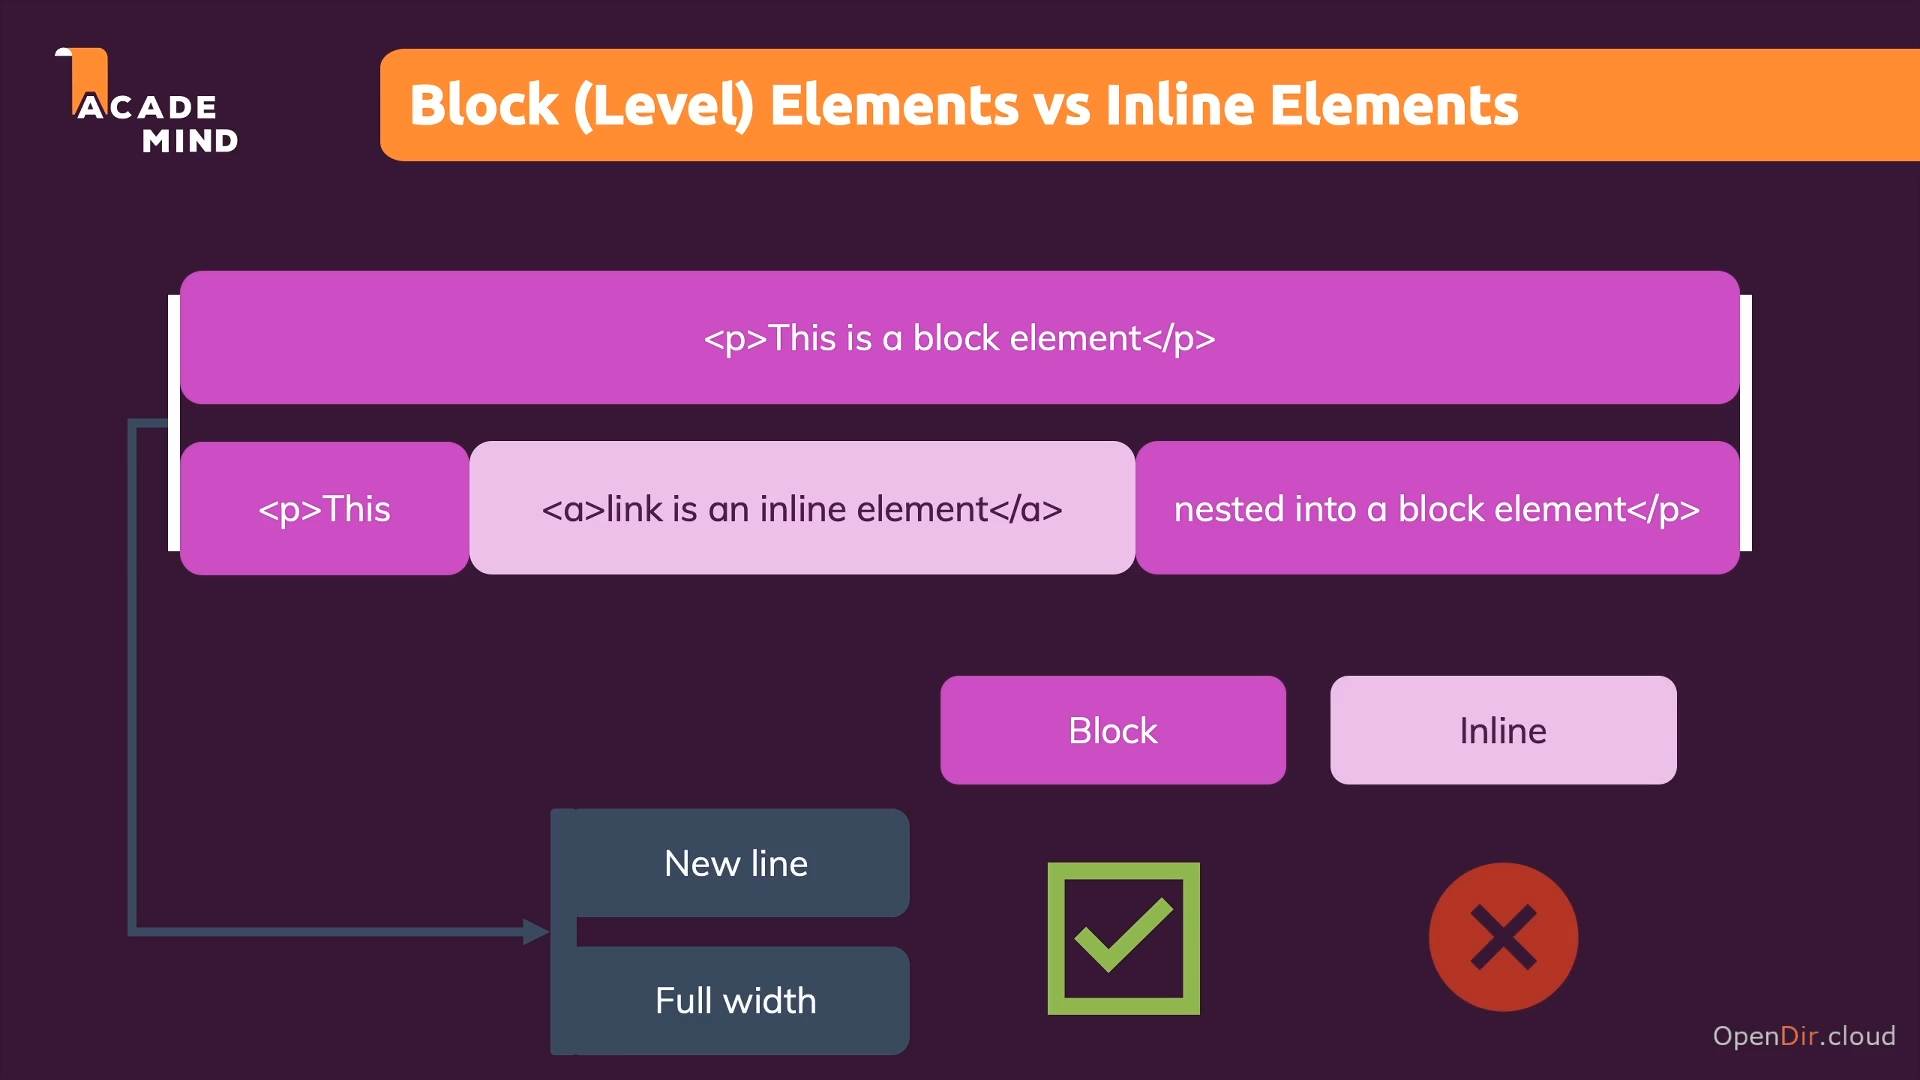 ACADE
MIND
Block (Level) Elements vs Inline Elements
<p>This is a block element</p>
<p>This
<a>link is an inline element</a>
nested into a block element</p>
Block
Inline
New line
Full width
OpenDir.cloud